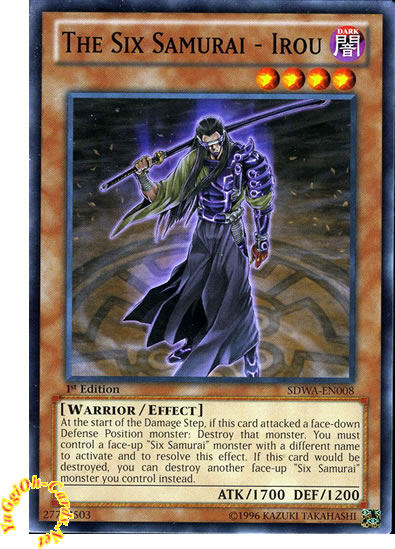 THE SIX SAMURAI - IROU
DARK
闇
1st Edition
SDWA-EN008
[WARRIOR / EFFECT]
At the start of the Damage Step, if this card attacked a face-down
Defense Position monster: Destroy that monster. You must
control a face-up "Six Samurai" monster with a different name
to activate and to resolve this effect. If this card would be
destroyed, you can destroy another face-up "Six Samurai"
monster you control instead.
ATK/1700 DEF/1200
©1996 KAZUKI TAKAHASHI
YuGiOh-Cards.Net